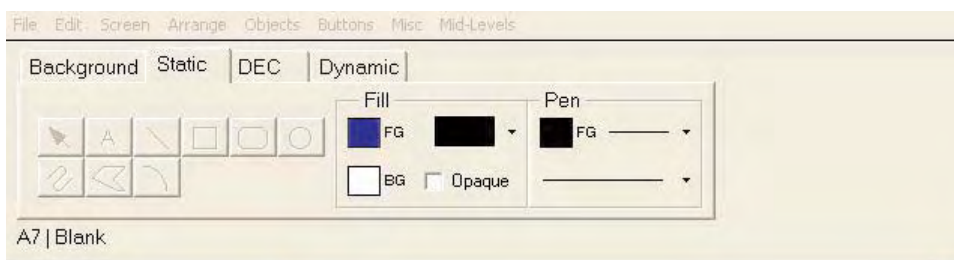 File Edit Screen Arrange Objects Buttons Misc Mid-Levels
Background Static DEC Dynamic
Fill Pen
A FG FG
BG Opaque
A7 | Blank